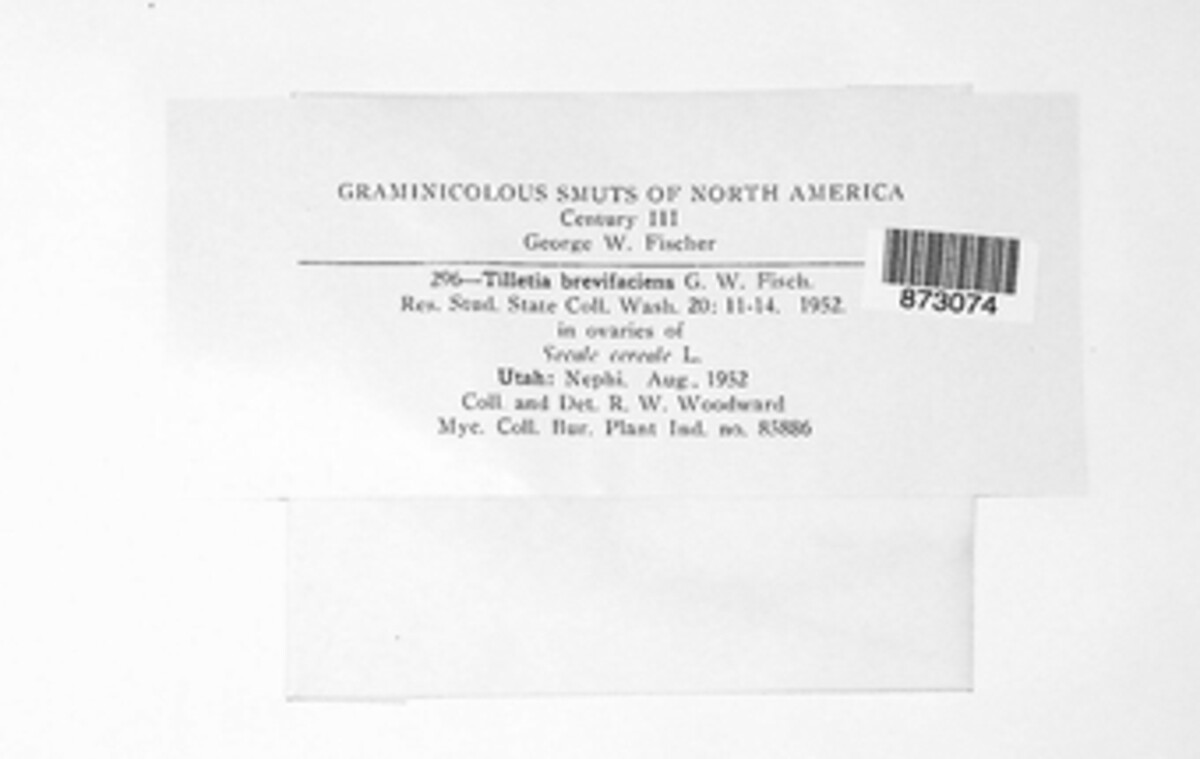 GRAMINICOLOUS SMUTS OF NORTH AMERICA
Century III
George W. Fischer
296—Tilletia brevifaciens G. W. Fisch.
Res. Stud. State Coll. Wash. 20: 11-14. 1952.
in ovaries of
Secale cereale L.
Utah: Nephi. Aug., 1952
Coll. and Det. R. W. Woodward
Myc. Coll. Bur. Plant Ind. no. 85886
873074